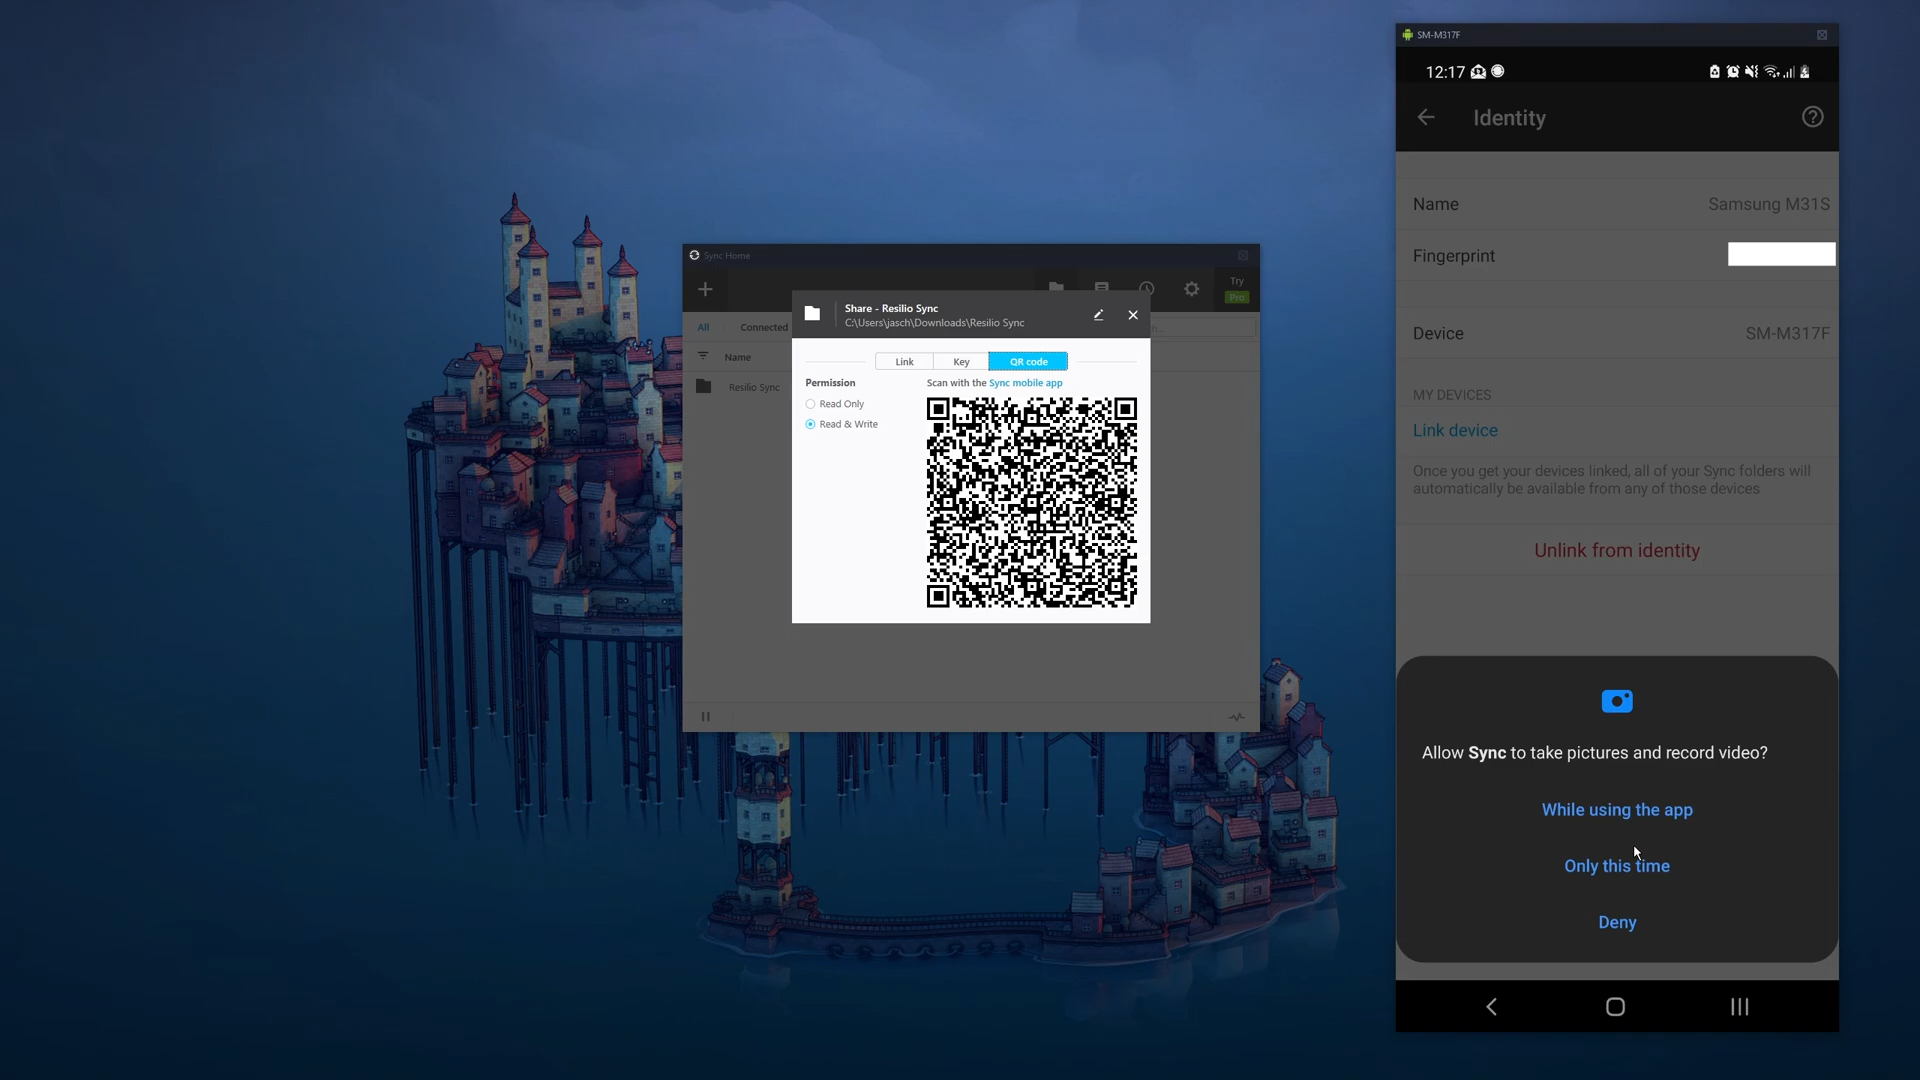 Sync Home
Try
Pro
All
Connected
Name
Resilio Sync
Share - Resilio Sync
C:\Users\jasch\Downloads\Resilio Sync
Link
Key
QR code
Permission
Read Only
Read & Write
Scan with the Sync mobile app
SM-M317F
12:17
Identity
Name
Samsung M31S
Fingerprint
Device
SM-M317F
MY DEVICES
Link device
Once you get your devices linked, all of your Sync folders will
automatically be available from any of those devices
Unlink from identity
Allow Sync to take pictures and record video?
While using the app
Only this time
Deny